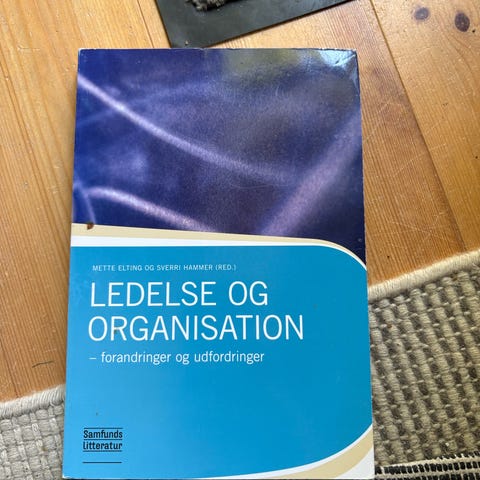 METTE ELTING OG SVERRI HAMMER (RED.)
LEDELSE OG
ORGANISATION
– forandringer og udfordringer
Samfunds
litteratur